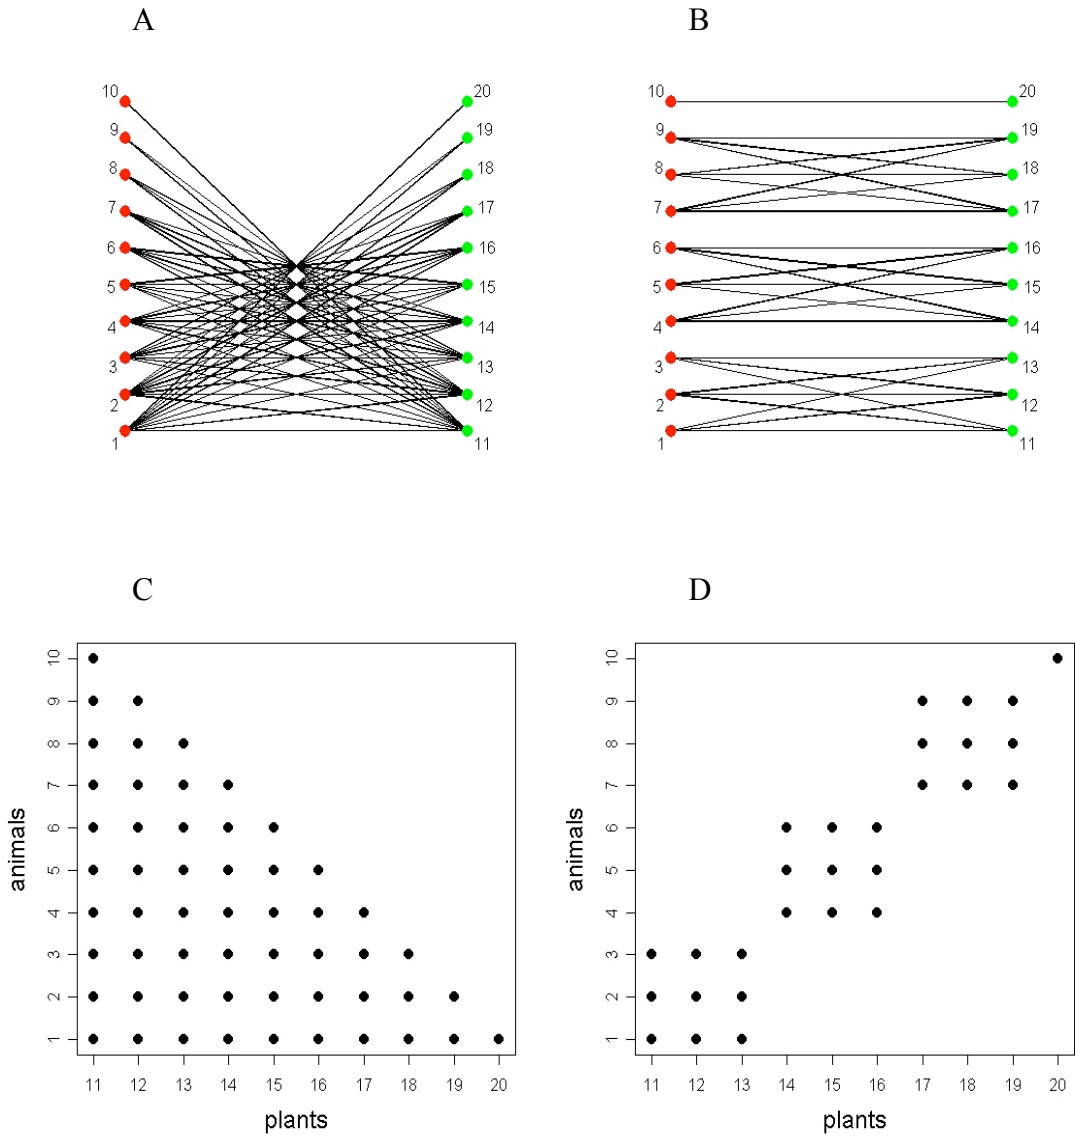 A B
10 20 10 20
9 19 9 19
8 18 8 18
7 17 7 17
6 16 6 16
5 15 5 15
4 14 4 14
3 13 3 13
2 12 2 12
1 11 1 11
C D
10 10
9 9
8 8
7 7
6 6
animals animals
5 5
4 4
3 3
2 2
1 1
11 12 13 14 15 16 17 18 19 20 11 12 13 14 15 16 17 18 19 20
plants plants